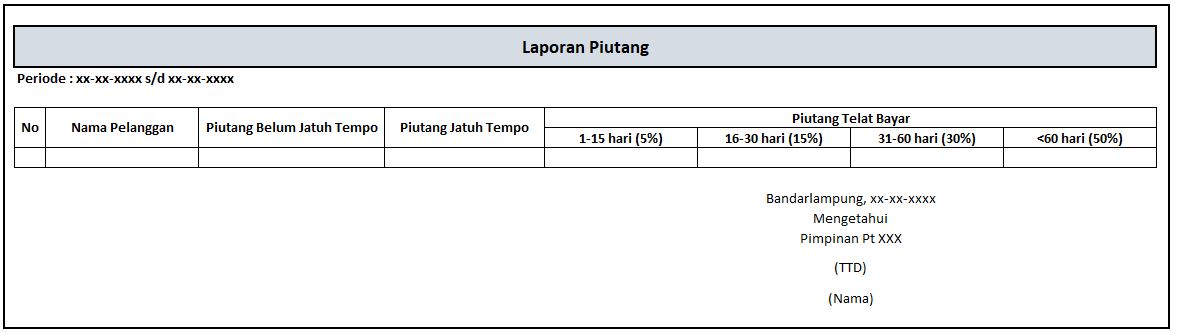 Laporan Piutang
Periode : xx-xx-xxxx s/d xx-xx-xxxx
No Nama Pelanggan Piutang Belum Jatuh Tempo Piutang Jatuh Tempo Piutang Telat Bayar
1-15 hari (5%) 16-30 hari (15%) 31-60 hari (30%) <60 hari (50%)
Bandarlampung, xx-xx-xxxx
Mengetahui
Pimpinan Pt XXX
(TTD)
(Nama)